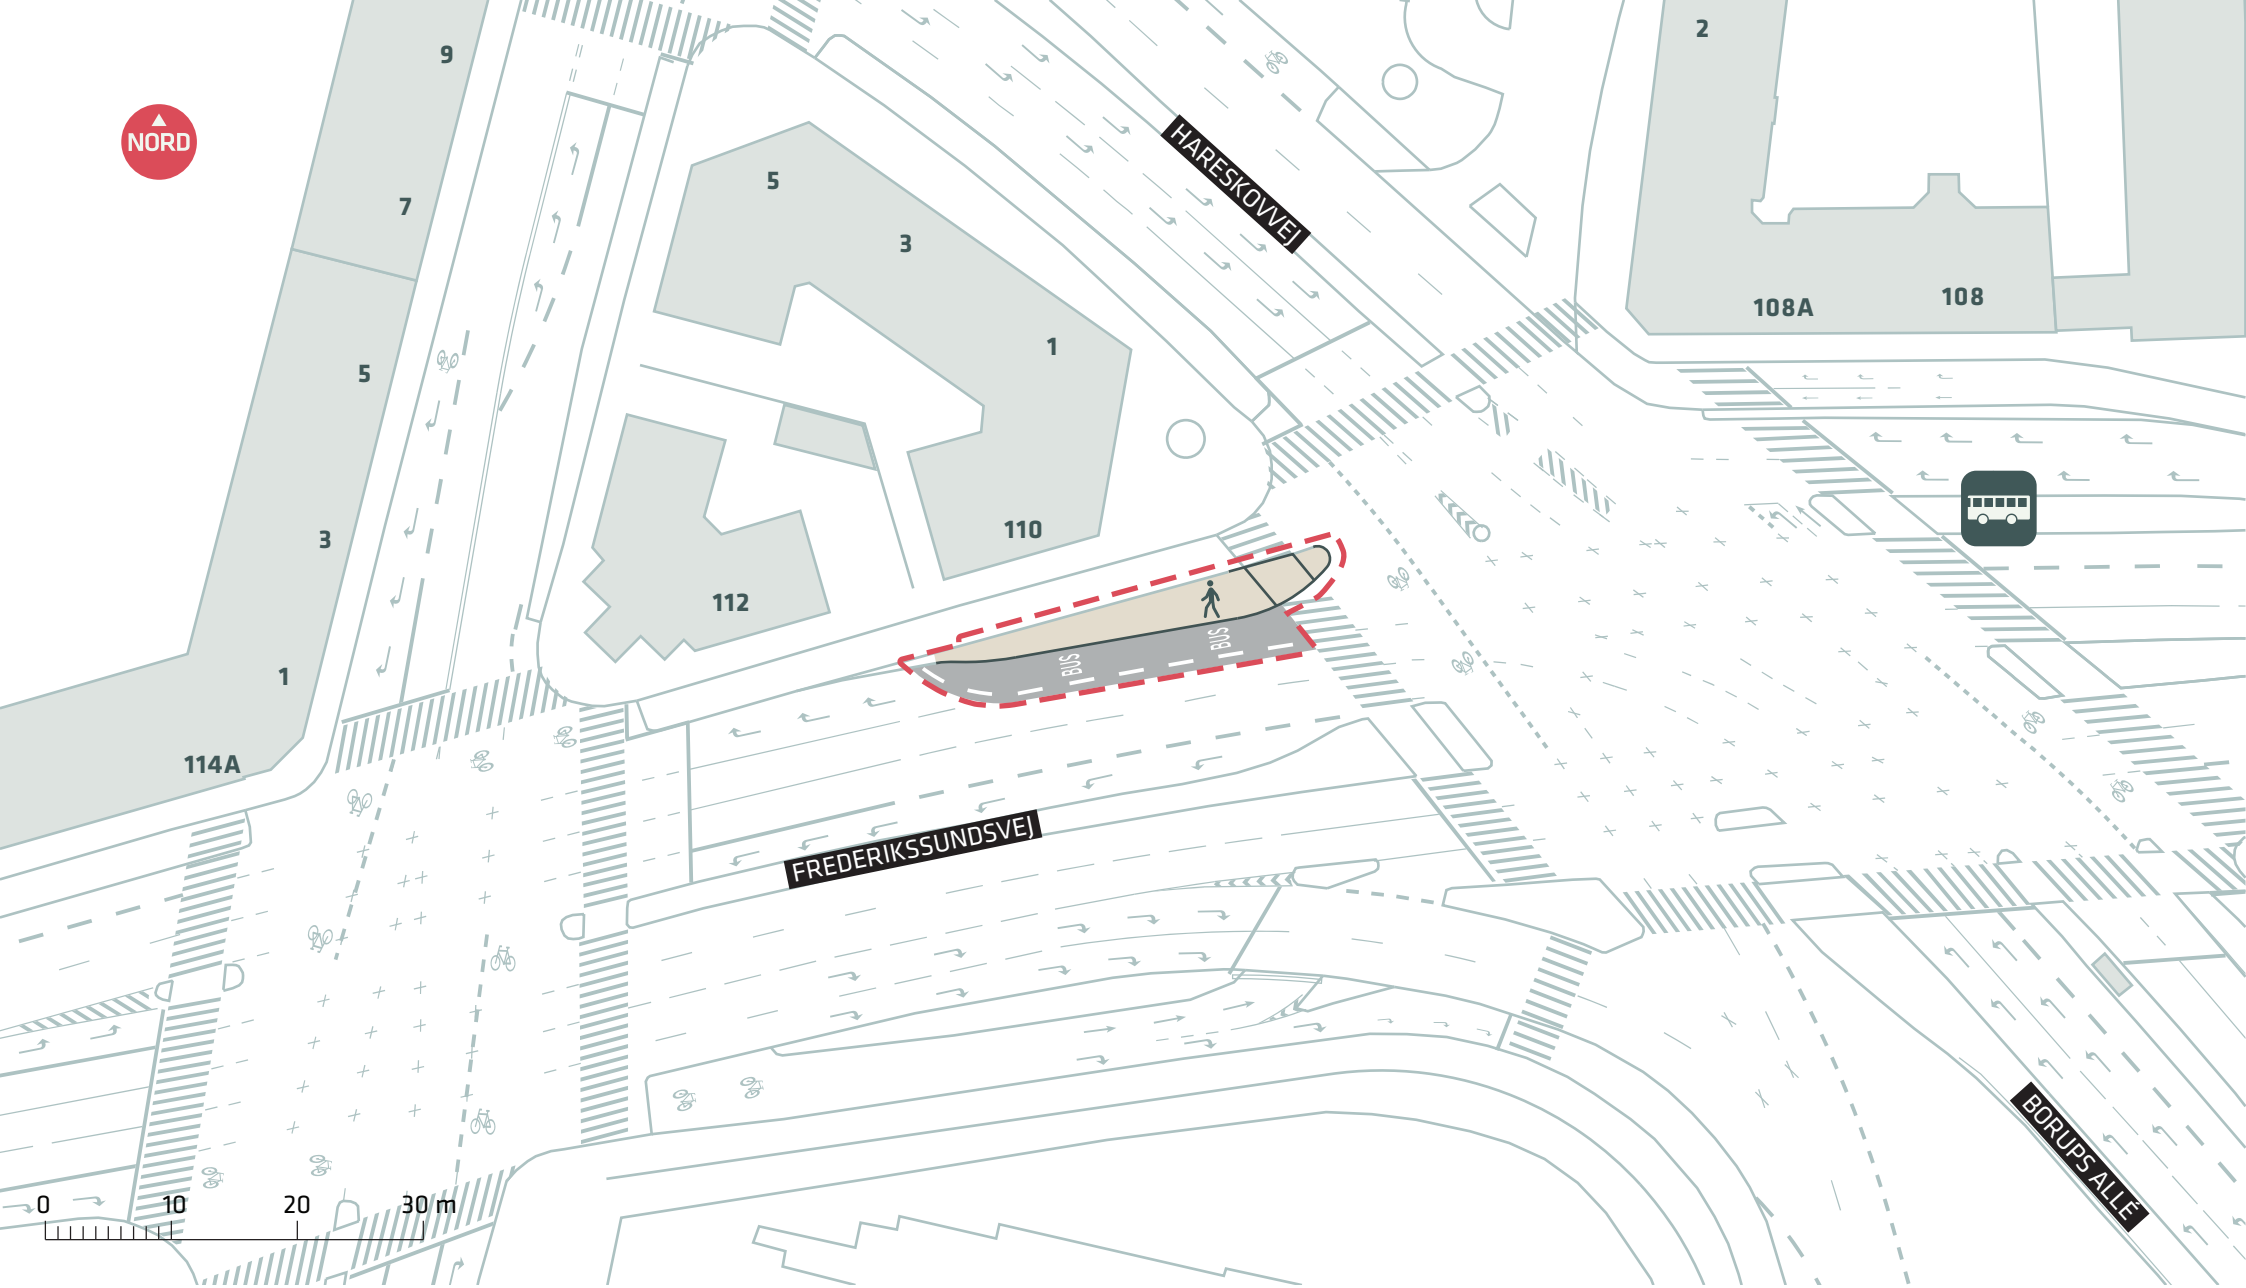 9
2
NORD
HARESKOVVEJ
5
7
3
108
108A
1
5
110
3
112
BUS
BUS
1
114A
FREDERIKSSUNDSVEJ
BORUPS ALLÉ
0 10 20 30 m